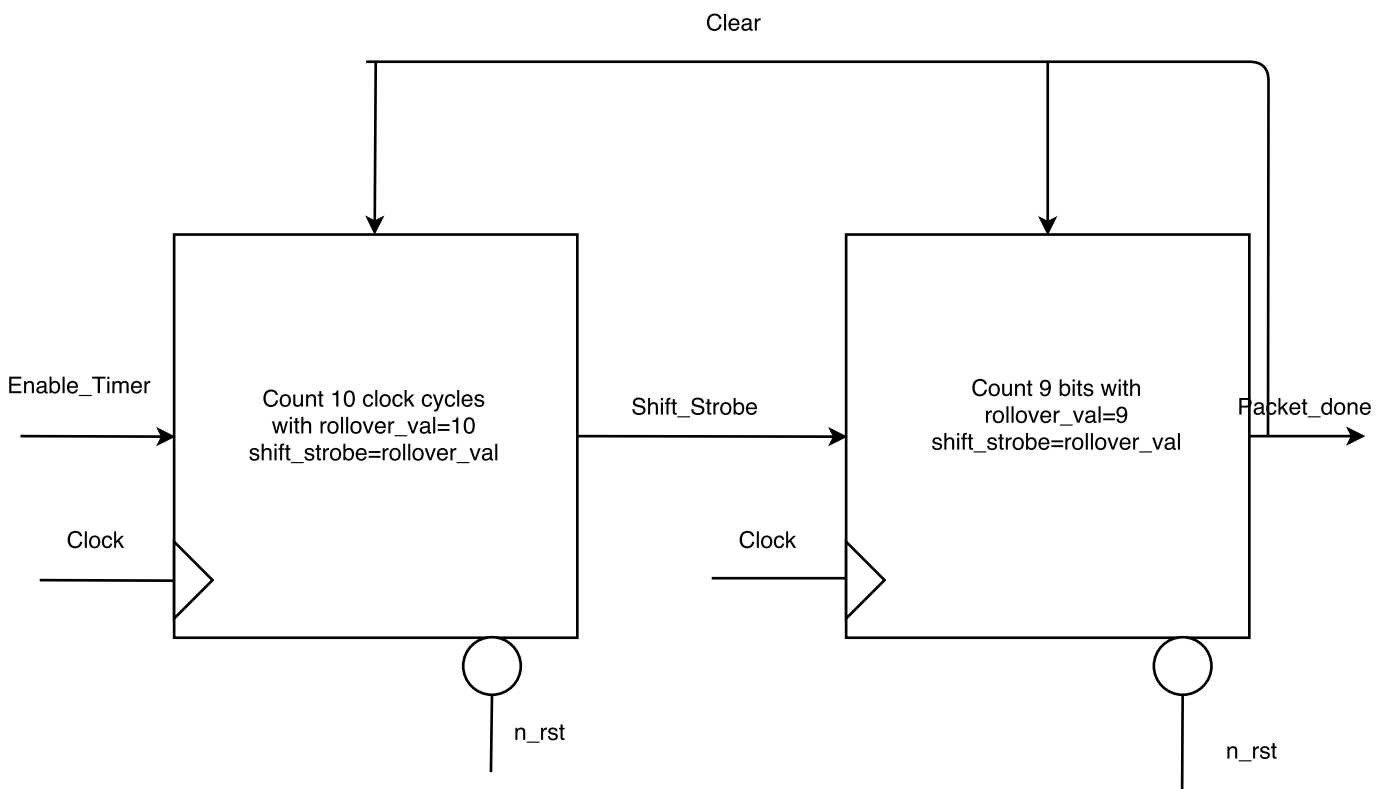 Clear
Enable_Timer
Count 10 clock cycles
with rollover_val=10
shift_strobe=rollover_val
Shift_Strobe
Count 9 bits with
rollover_val=9
shift_strobe=rollover_val
Packet_done
Clock
Clock
n_rst
n_rst